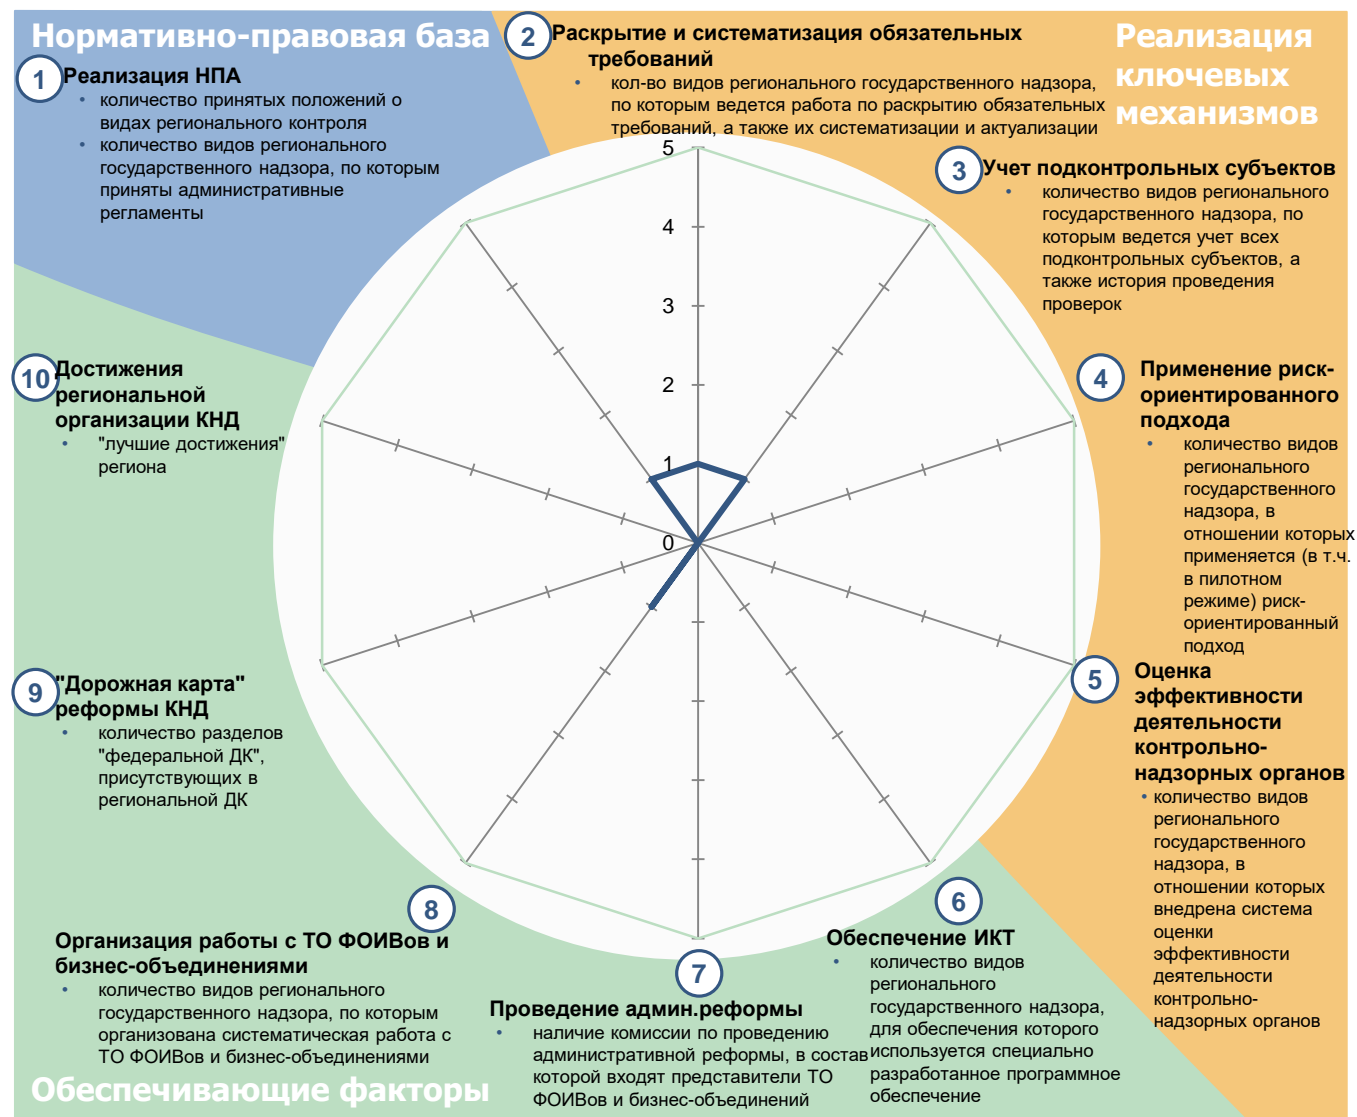 Нормативно-правовая база
1
Реализация НПА
• количество принятых положений о
видах регионального контроля
• количество видов регионального
государственного надзора, по которым
приняты административные
регламенты
2
Раскрытие и систематизация обязательных
требований
• кол-во видов регионального государственного надзора,
по которым ведется работа по раскрытию обязательных
требований, а также их систематизации и актуализации
Реализация
ключевых
механизмов
3
Учет подконтрольных субъектов
• количество видов регионального
государственного надзора, по
которым ведется учет всех
подконтрольных субъектов, а
также история проведения
проверок
4
Применение риск-
ориентированного
подхода
• количество видов
регионального
государственного
надзора, в
отношении которых
применяется (в т.ч.
в пилотном
режиме) риск-
ориентированный
подход
5
Оценка
эффективности
деятельности
контрольно-
надзорных органов
• количество видов
регионального
государственного
надзора, в
отношении которых
внедрена система
оценки
эффективности
деятельности
контрольно-
надзорных органов
6
Обеспечение ИКТ
• количество видов
регионального
государственного надзора,
для обеспечения которого
используется специально
разработанное программное
обеспечение
7
Проведение админ.реформы
• наличие комиссии по проведению
административной реформы, в состав
которой входят представители ТО
ФОИВов и бизнес-объединений
8
Организация работы с ТО ФОИВов и
бизнес-объединениями
• количество видов регионального
государственного надзора, по которым
организована систематическая работа с
ТО ФОИВов и бизнес-объединениями
Обеспечивающие факторы
9
"Дорожная карта"
реформы КНД
• количество разделов
"федеральной ДК",
присутствующих в
региональной ДК
10
Достижения
региональной
организации КНД
• "лучшие достижения"
региона
5
4
3
2
1
0